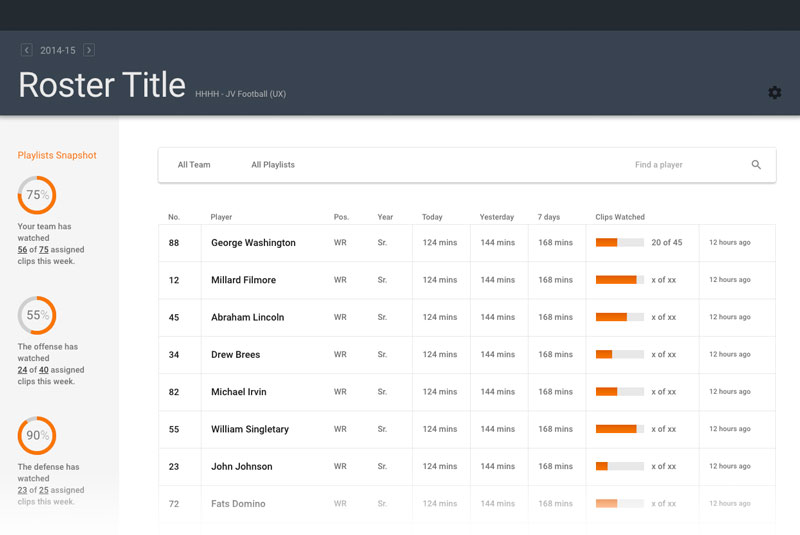 2014-15
Roster Title HHHH - JV Football (UX)
Playlists Snapshot
75%
Your team has
watched
56 of 75 assigned
clips this week.
55%
The offense has
watched
24 of 40 assigned
clips this week.
90%
The defense has
watched
23 of 25 assigned
clips this week.
All Team All Playlists Find a player
No. Player Pos. Year Today Yesterday 7 days Clips Watched
88 George Washington WR Sr. 124 mins 144 mins 168 mins 20 of 45 12 hours ago
12 Millard Filmore WR Sr. 124 mins 144 mins 168 mins x of xx 12 hours ago
45 Abraham Lincoln WR Sr. 124 mins 144 mins 168 mins x of xx 12 hours ago
34 Drew Brees WR Sr. 124 mins 144 mins 168 mins x of xx 12 hours ago
82 Michael Irvin WR Sr. 124 mins 144 mins 168 mins x of xx 12 hours ago
55 William Singletary WR Sr. 124 mins 144 mins 168 mins x of xx 12 hours ago
23 John Johnson WR Sr. 124 mins 144 mins 168 mins x of xx 12 hours ago
72 Fats Domino WR Sr. 124 mins 144 mins 168 mins x of xx 12 hours ago